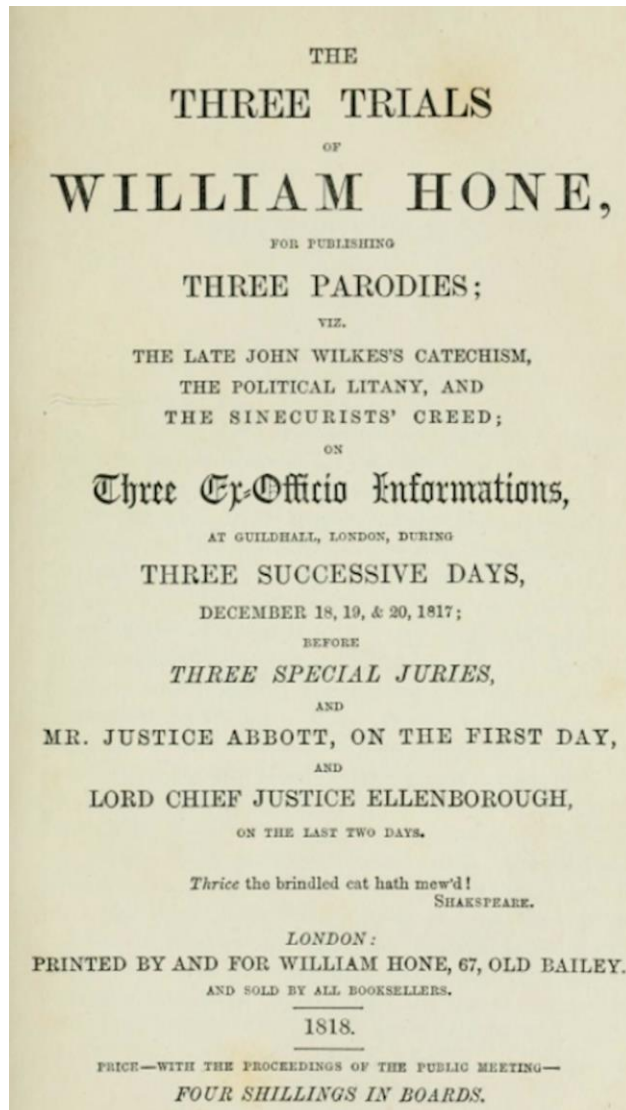 THE
THREE TRIALS
OF
WILLIAM HONE,
FOR PUBLISHING
THREE PARODIES;
VIZ.
THE LATE JOHN WILKES'S CATECHISM,
THE POLITICAL LITANY, AND
THE SINECURISTS' CREED;
ON
Three Ex-Officio Informations,
AT GUILDHALL, LONDON, DURING
THREE SUCCESSIVE DAYS,
DECEMBER 18, 19, & 20, 1817;
BEFORE
THREE SPECIAL JURIES,
AND
MR. JUSTICE ABBOTT, ON THE FIRST DAY,
AND
LORD CHIEF JUSTICE ELLENBOROUGH,
ON THE LAST TWO DAYS.
Thrice the brindled cat hath mew'd!
SHAKSPEARE.
LONDON:
PRINTED BY AND FOR WILLIAM HONE, 67, OLD BAILEY.
AND SOLD BY ALL BOOKSELLERS.
1818.
PRICE—WITH THE PROCEEDINGS OF THE PUBLIC MEETING—
FOUR SHILLINGS IN BOARDS.